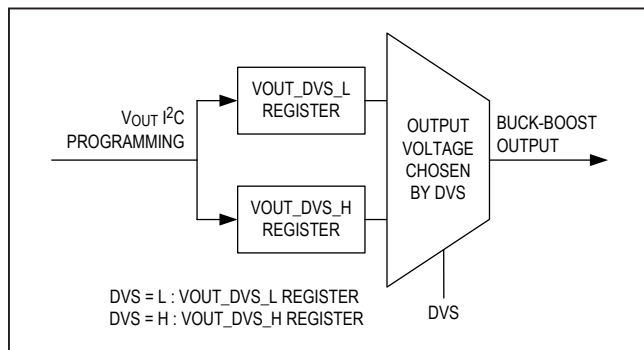 VOUT I²C
PROGRAMMING
VOUT_DVS_L
REGISTER
VOUT_DVS_H
REGISTER
OUTPUT
VOLTAGE
CHOSEN
BY DVS
BUCK-BOOST
OUTPUT
DVS
DVS = L : VOUT_DVS_L REGISTER
DVS = H : VOUT_DVS_H REGISTER